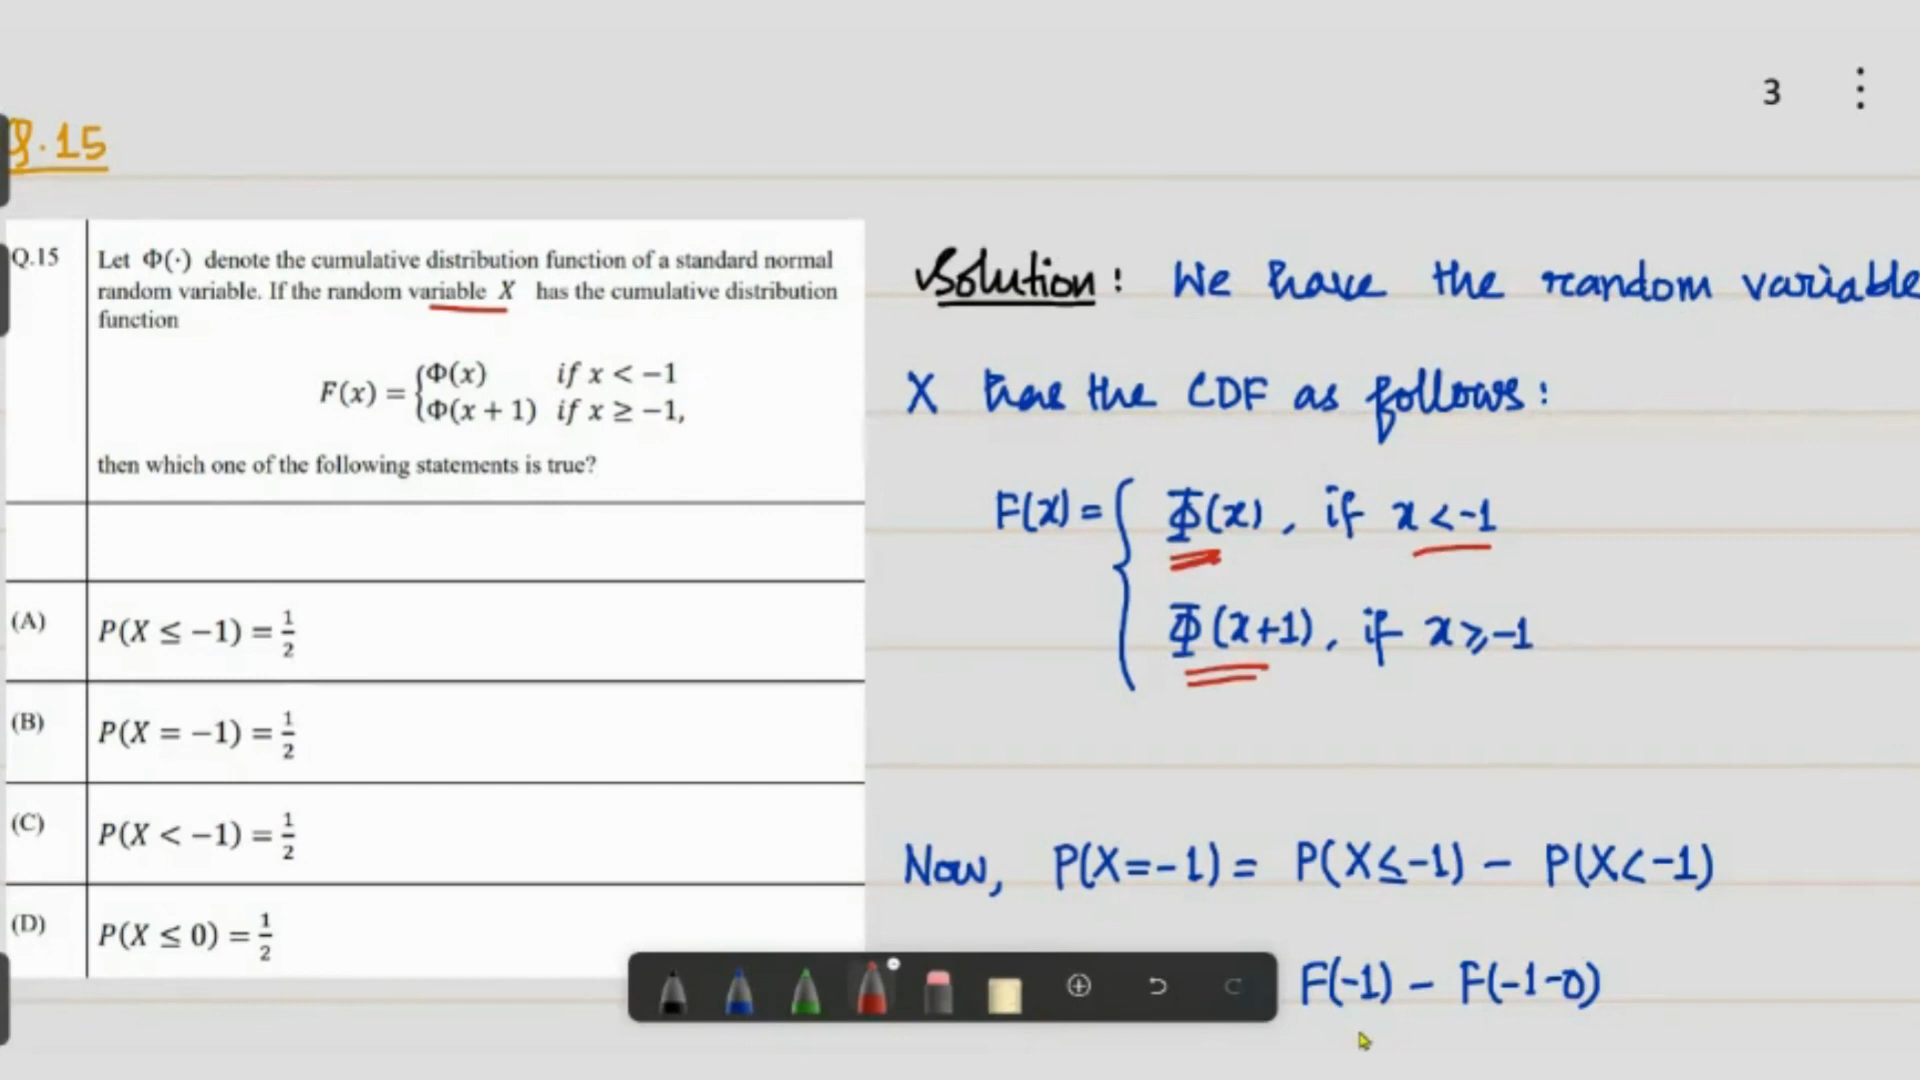 3
Q.15
Q.15
Let Φ(·) denote the cumulative distribution function of a standard normal
random variable. If the random variable X has the cumulative distribution
function
F(x) = {Φ(x) if x < −1
{Φ(x + 1) if x ≥ −1,
then which one of the following statements is true?
(A) P(X ≤ −1) = 1/2
(B) P(X = −1) = 1/2
(C) P(X < −1) = 1/2
(D) P(X ≤ 0) = 1/2
Solution: We have the random variable
X has the CDF as follows:
F(x) = { Φ(x), if x < -1
Φ(x+1), if x ≥ -1
Now, P(X=-1) = P(X≤-1) - P(X<-1)
F(-1) - F(-1-0)